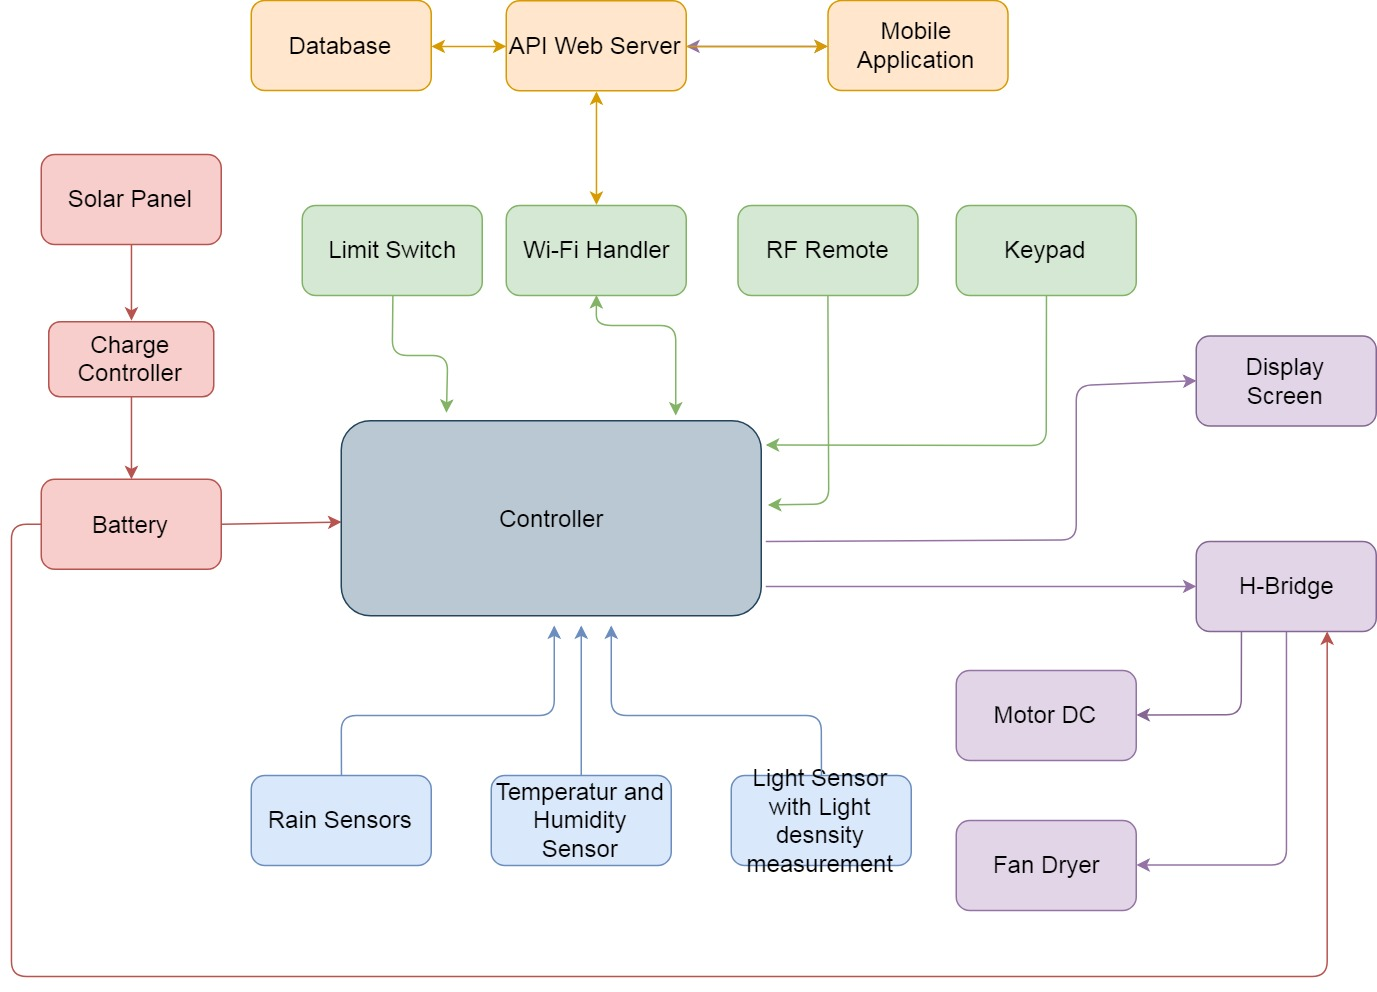 Database
API Web Server
Mobile
Application
Solar Panel
Limit Switch
Wi-Fi Handler
RF Remote
Keypad
Charge
Controller
Display
Screen
Battery
Controller
H-Bridge
Motor DC
Rain Sensors
Temperatur and
Humidity
Sensor
Light Sensor
with Light
desnsity
measurement
Fan Dryer